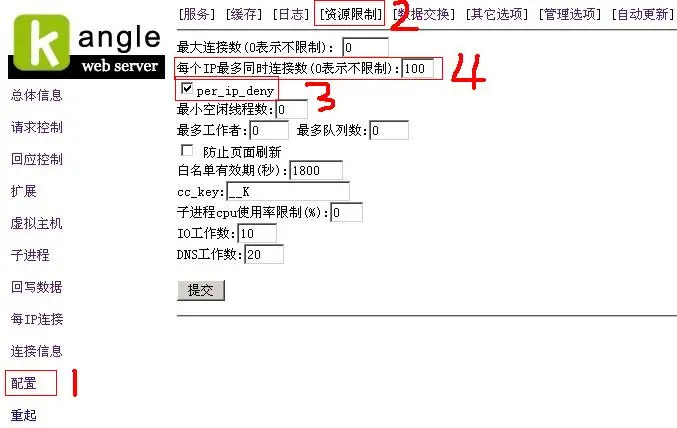 [服务] [缓存] [日志] [资源限制] [数据交换] [其它选项] [管理选项] [自动更新]
2
k angle
web server
总体信息
请求控制
回应控制
扩展
虚拟主机
子进程
回写数据
每IP连接
连接信息
配置 1
重起
最大连接数(0表示不限制): 0
每个IP最多同时连接数(0表示不限制): 100 4
per_ip_deny 3
最小空闲线程数: 0
最多工作者: 0 最多队列数: 0
防止页面刷新
白名单有效期(秒): 1800
cc_key: __K
子进程cpu使用率限制(%): 0
IO工作数: 10
DNS工作数: 20
提交